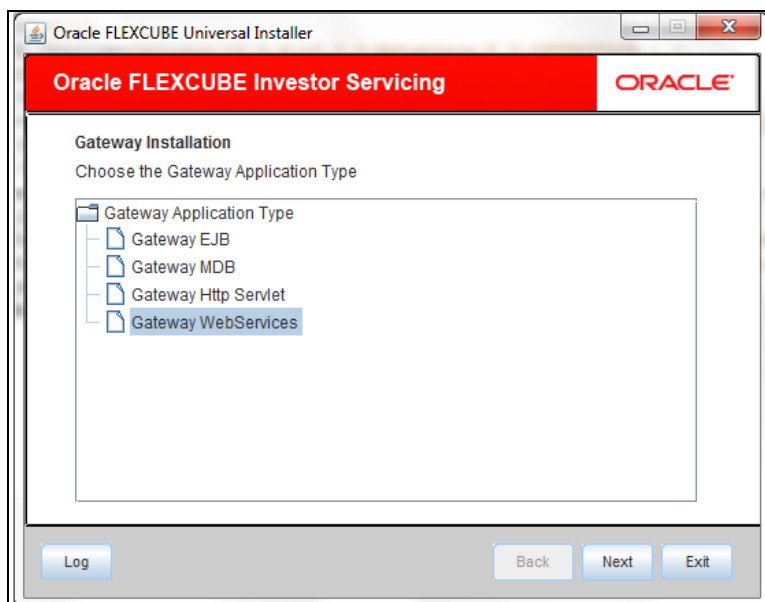 Oracle FLEXCUBE Universal Installer
Oracle FLEXCUBE Investor Servicing
ORACLE
Gateway Installation
Choose the Gateway Application Type
Gateway Application Type
Gateway EJB
Gateway MDB
Gateway Http Servlet
Gateway WebServices
Log Back Next Exit